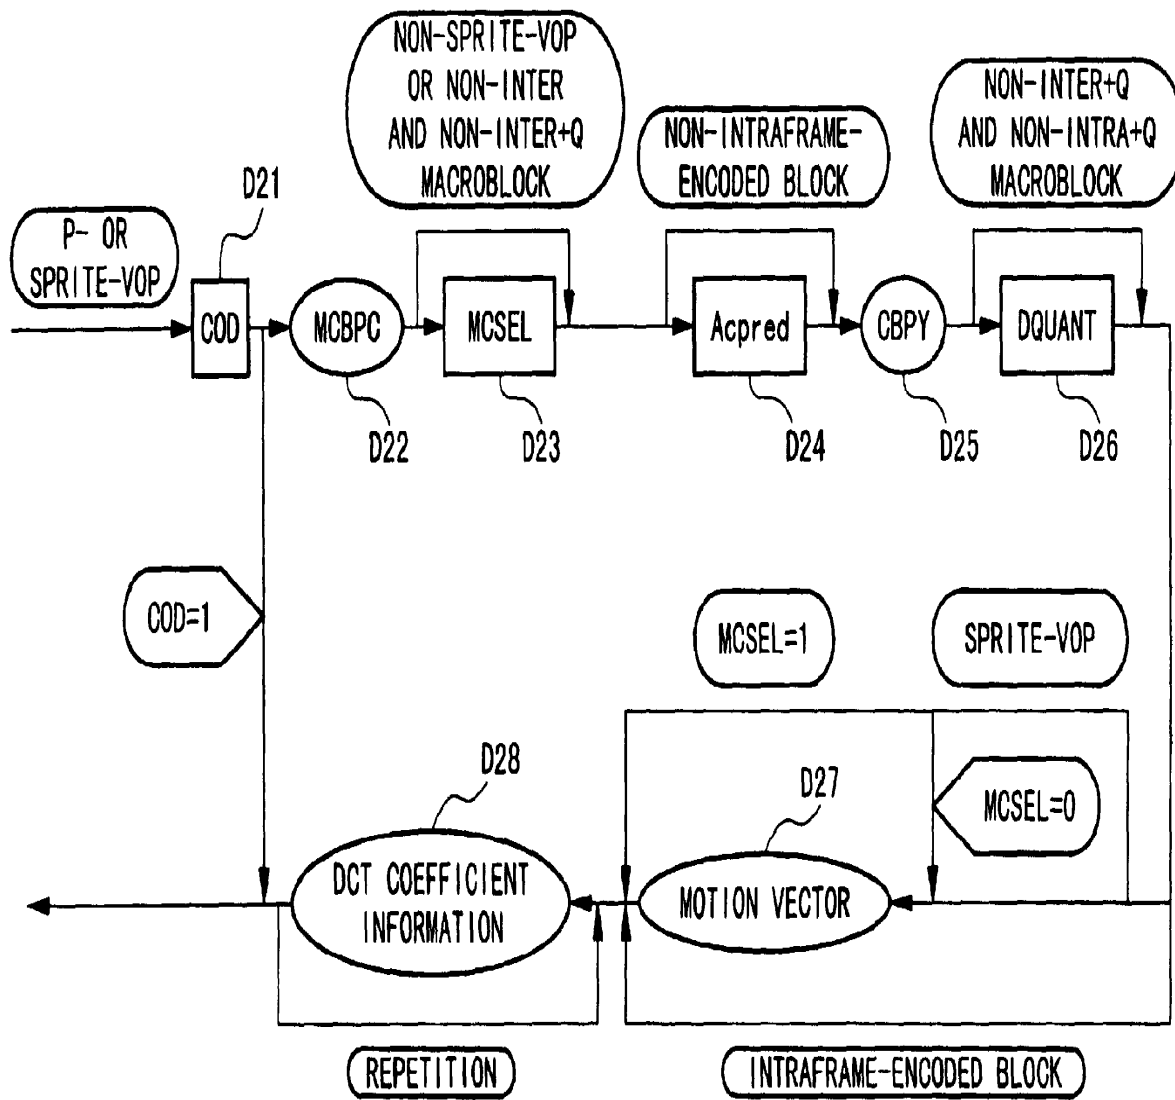 NON-SPRITE-VOP
OR NON-INTER
AND NON-INTER+Q
MACROBLOCK
NON-INTRAFRAME-
ENCODED BLOCK
NON-INTER+Q
AND NON-INTRA+Q
MACROBLOCK
D21
P- OR
SPRITE-VOP
COD
MCBPC
MCSEL
Acpred
CBPY
DQUANT
D22
D23
D24
D25
D26
COD=1
MCSEL=1
SPRITE-VOP
MCSEL=0
D28
D27
DCT COEFFICIENT
INFORMATION
MOTION VECTOR
REPETITION
INTRAFRAME-ENCODED BLOCK